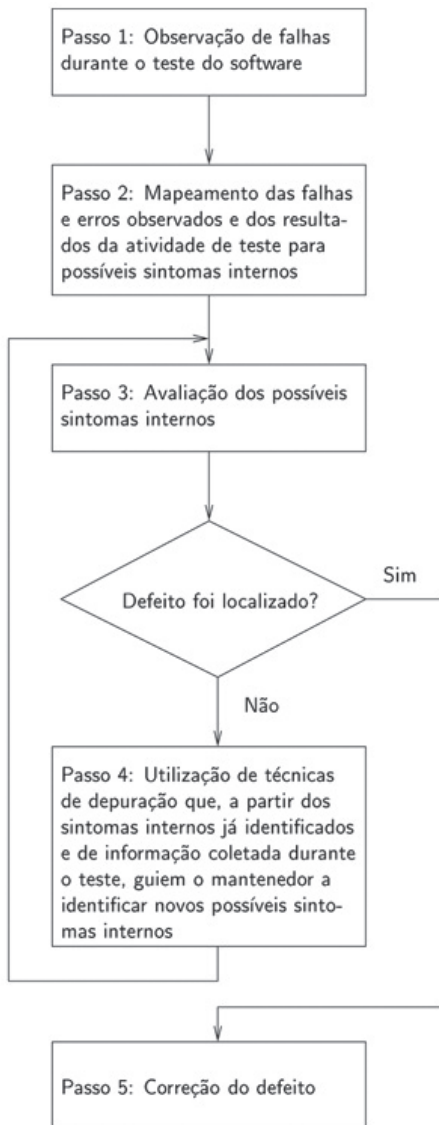 Passo 1: Observação de falhas
durante o teste do software
Passo 2: Mapeamento das falhas
e erros observados e dos resulta-
dos da atividade de teste para
possíveis sintomas internos
Passo 3: Avaliação dos possíveis
sintomas internos
Defeito foi localizado?
Sim
Não
Passo 4: Utilização de técnicas
de depuração que, a partir dos
sintomas internos já identificados
e de informação coletada durante
o teste, guiem o mantenedor a
identificar novos possíveis sinto-
mas internos
Passo 5: Correção do defeito